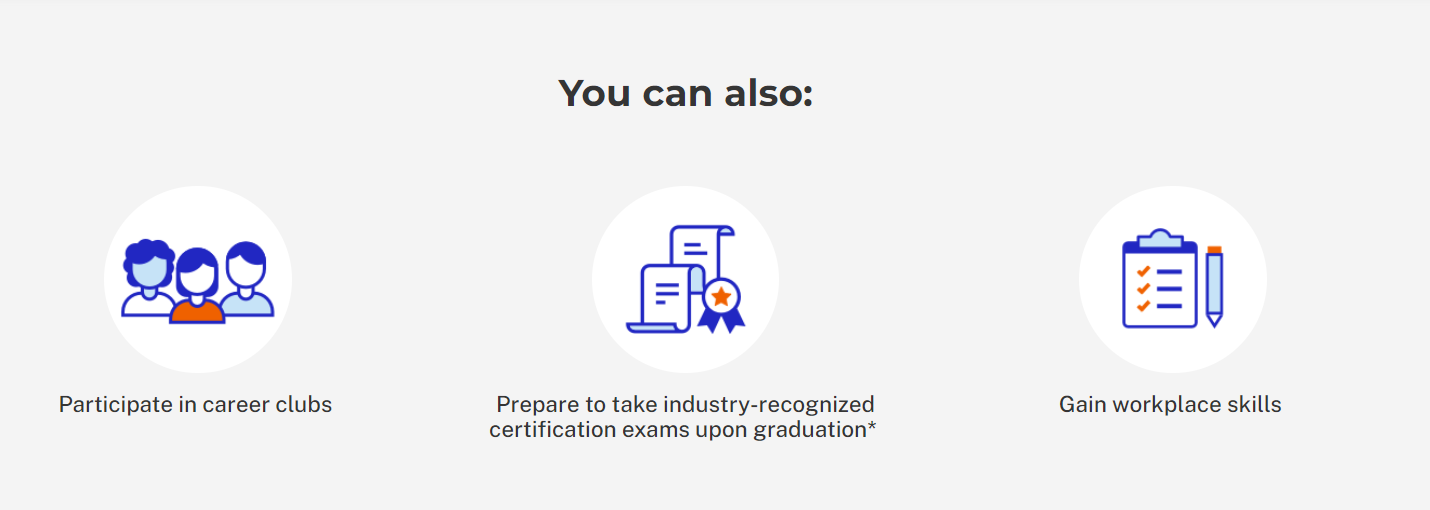 You can also:
Participate in career clubs
Prepare to take industry-recognized
certification exams upon graduation*
Gain workplace skills